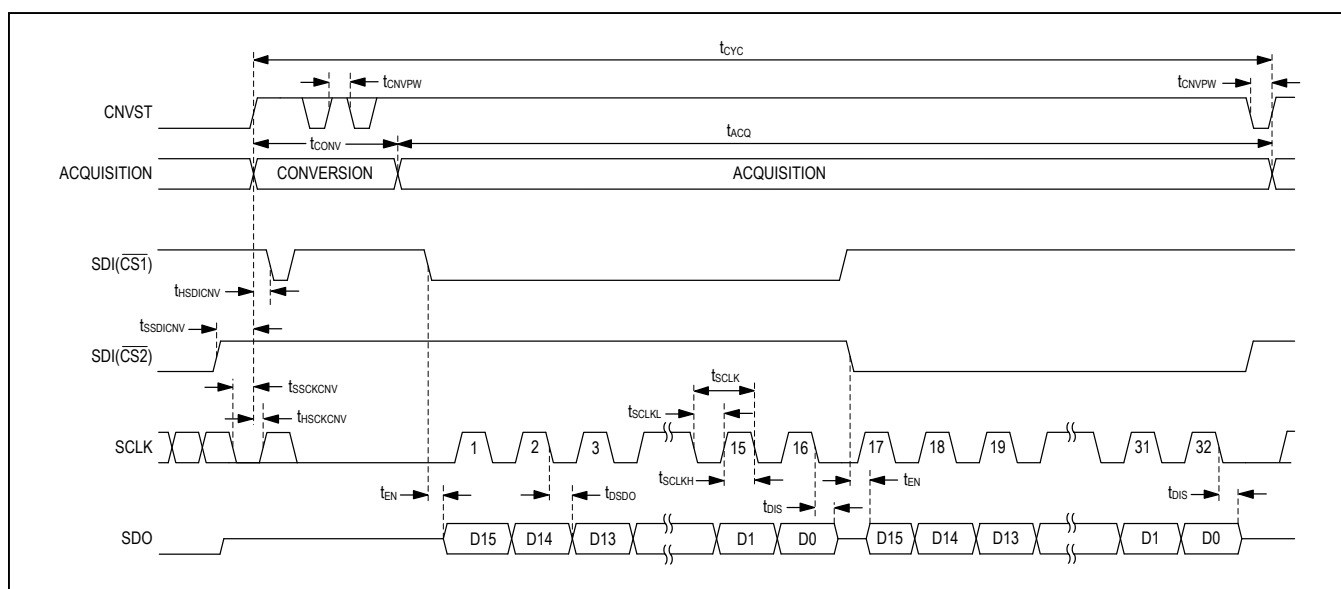 tCYC
tCNVPW
tCNVPW
CNVST
tCONV
tACQ
ACQUISITION
CONVERSION
ACQUISITION
SDI(CS1)
tHSDICNV
tSSDICNV
SDI(CS2)
tSSCKCNV
tSCLK
tHSCKCNV
tSCLKL
SCLK
1 2 3 15 16 17 18 19 31 32
tSCLKH
tEN
tDSDO
tDIS
tEN
tDIS
SDO
D15 D14 D13 D1 D0 D15 D14 D13 D1 D0